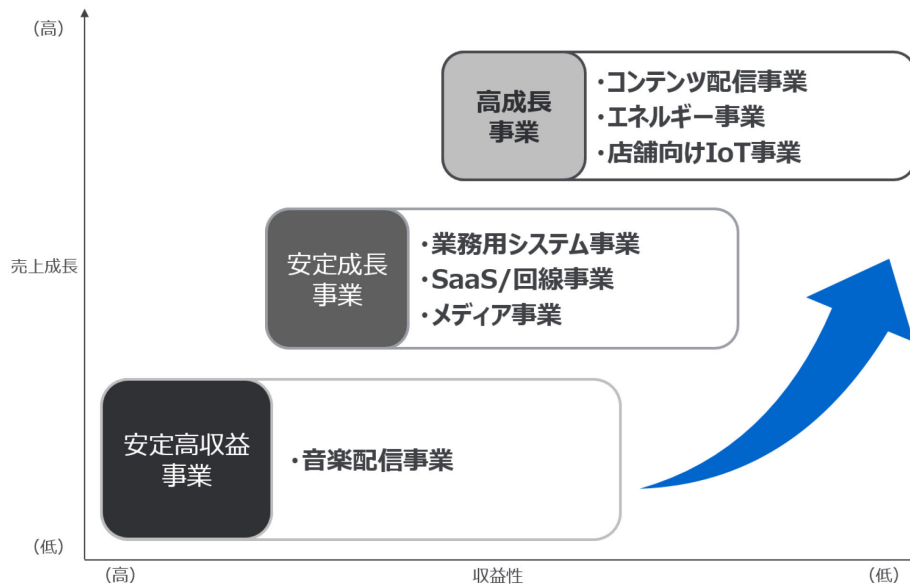 （高）
高成長
事業
・コンテンツ配信事業
・エネルギー事業
・店舗向けIoT事業
売上成長
安定成長
事業
・業務用システム事業
・SaaS/回線事業
・メディア事業
安定高収益
事業
・音楽配信事業
（低）
（高）
収益性
（低）